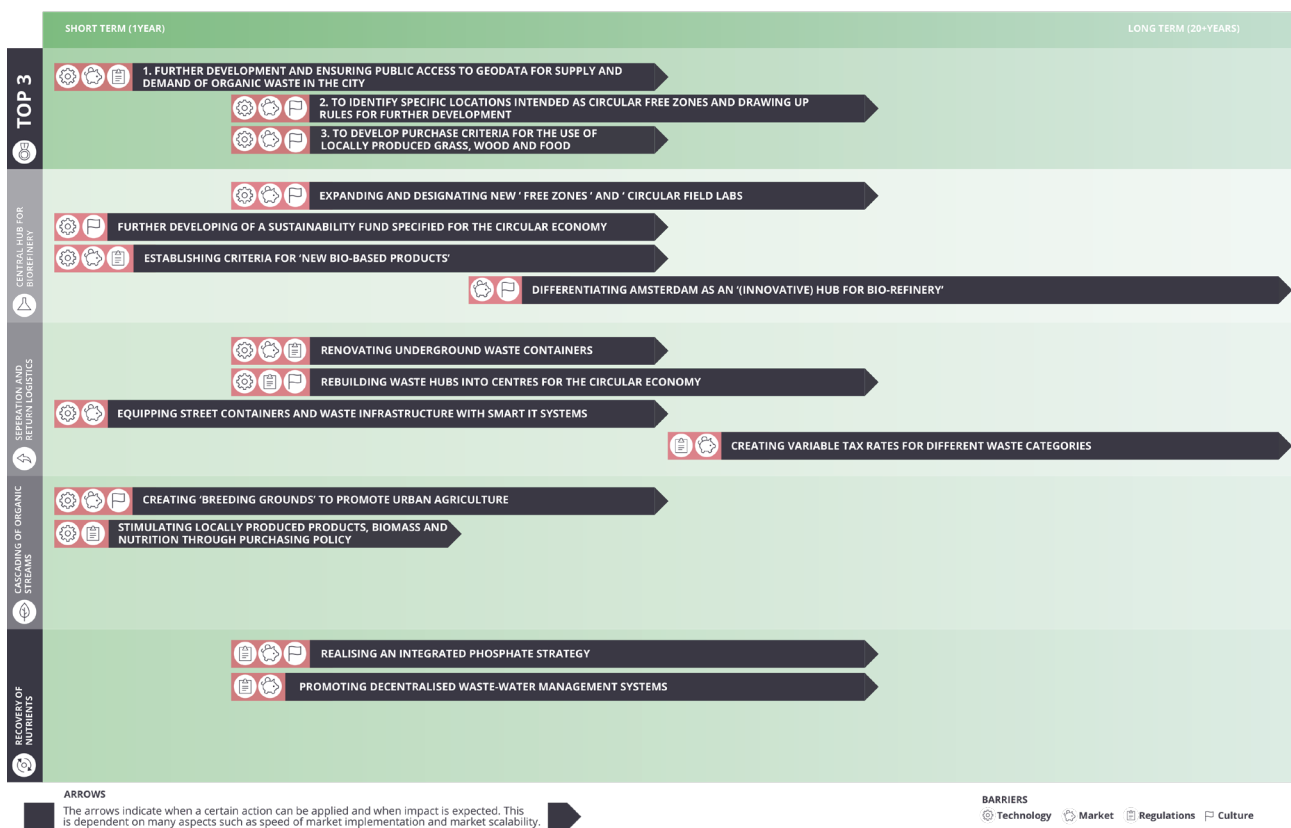 SHORT TERM (1YEAR)
LONG TERM (20+YEARS)
TOP 3
1. FURTHER DEVELOPMENT AND ENSURING PUBLIC ACCESS TO GEODATA FOR SUPPLY AND
DEMAND OF ORGANIC WASTE IN THE CITY
2. TO IDENTIFY SPECIFIC LOCATIONS INTENDED AS CIRCULAR FREE ZONES AND DRAWING UP
RULES FOR FURTHER DEVELOPMENT
3. TO DEVELOP PURCHASE CRITERIA FOR THE USE OF
LOCALLY PRODUCED GRASS, WOOD AND FOOD
CENTRAL HUB FOR
BIOREFINERY
EXPANDING AND DESIGNATING NEW ‘ FREE ZONES ’ AND ‘ CIRCULAR FIELD LABS
FURTHER DEVELOPING OF A SUSTAINABILITY FUND SPECIFIED FOR THE CIRCULAR ECONOMY
ESTABLISHING CRITERIA FOR ‘NEW BIO-BASED PRODUCTS’
DIFFERENTIATING AMSTERDAM AS AN ‘(INNOVATIVE) HUB FOR BIO-REFINERY’
SEPERATION AND
RETURN LOGISTICS
RENOVATING UNDERGROUND WASTE CONTAINERS
REBUILDING WASTE HUBS INTO CENTRES FOR THE CIRCULAR ECONOMY
EQUIPPING STREET CONTAINERS AND WASTE INFRASTRUCTURE WITH SMART IT SYSTEMS
CREATING VARIABLE TAX RATES FOR DIFFERENT WASTE CATEGORIES
CASCADING OF ORGANIC
STREAMS
CREATING ‘BREEDING GROUNDS’ TO PROMOTE URBAN AGRICULTURE
STIMULATING LOCALLY PRODUCED PRODUCTS, BIOMASS AND
NUTRITION THROUGH PURCHASING POLICY
RECOVERY OF
NUTRIENTS
REALISING AN INTEGRATED PHOSPHATE STRATEGY
PROMOTING DECENTRALISED WASTE-WATER MANAGEMENT SYSTEMS
ARROWS
The arrows indicate when a certain action can be applied and when impact is expected. This
is dependent on many aspects such as speed of market implementation and market scalability.
BARRIERS
Technology Market Regulations Culture